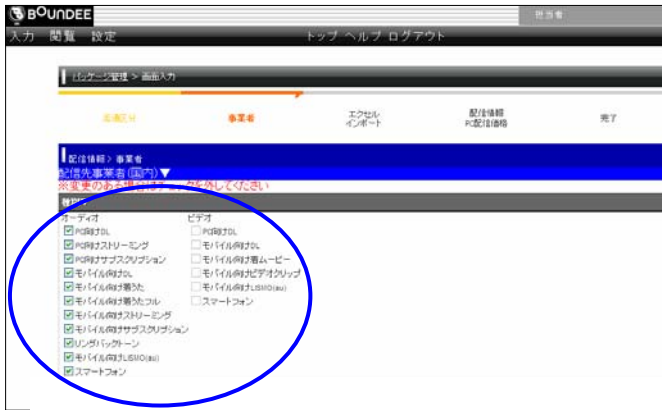 BOUNDEE
担当者
入力 閲覧 設定 トップ ヘルプ ログアウト
パッケージ管理 > 画面入力
事業者 エクセルインポート 配信情報 PC配信価格 完了
配信情報 > 事業者
配信先事業者(国内)▼
※変更のある場合はチェックを外してください
オーディオ ビデオ
PC向けDL PC向けDL
PC向けストリーミング モバイル向けDL
PC向けサブスクリプション モバイル向け着ムービー
モバイル向けDL モバイル向けビデオクリップ
モバイル向け着うた モバイル向けLISMO(au)
モバイル向け着うたフル スマートフォン
モバイル向けストリーミング
モバイル向けサブスクリプション
リングバックトーン
モバイル向けLISMO(au)
スマートフォン